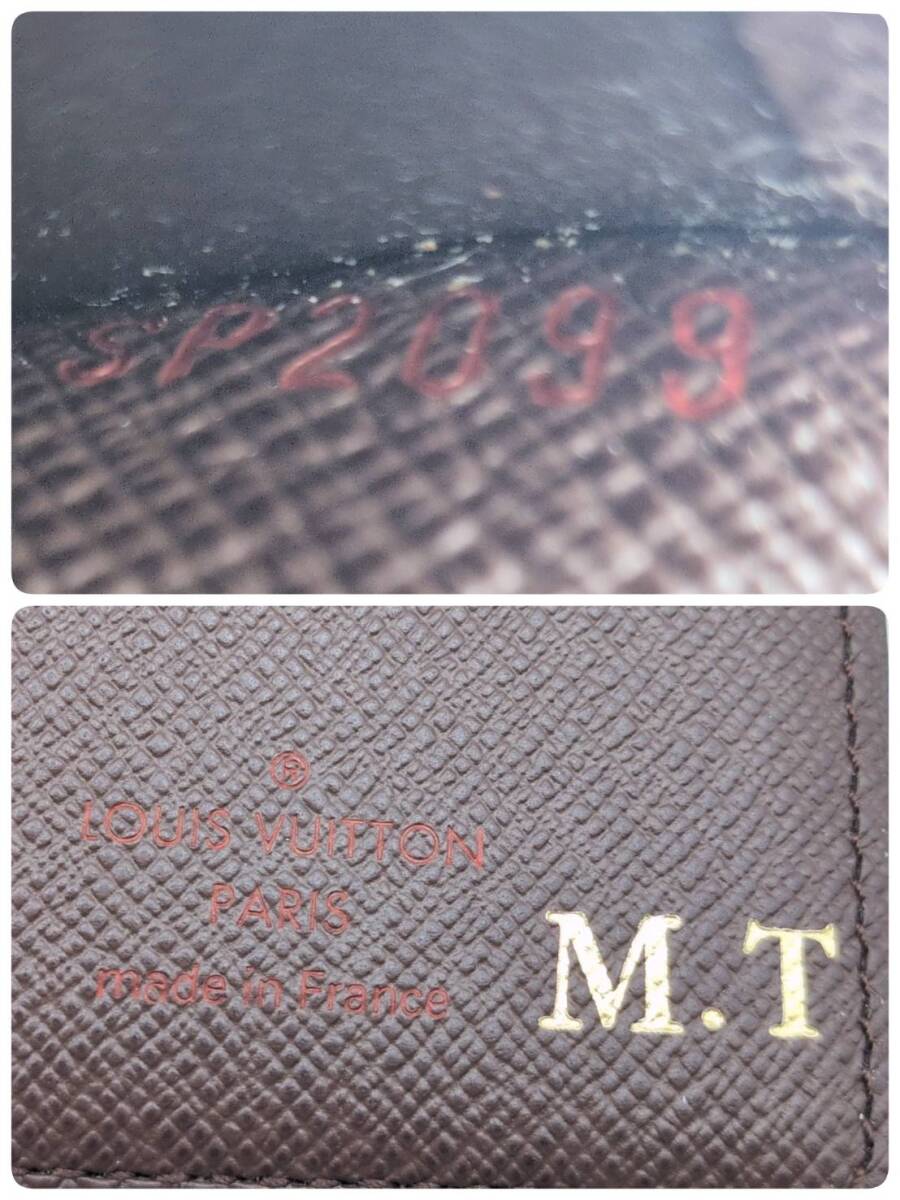 SP2099
®
LOUIS VUITTON
PARIS
made in France
M.T